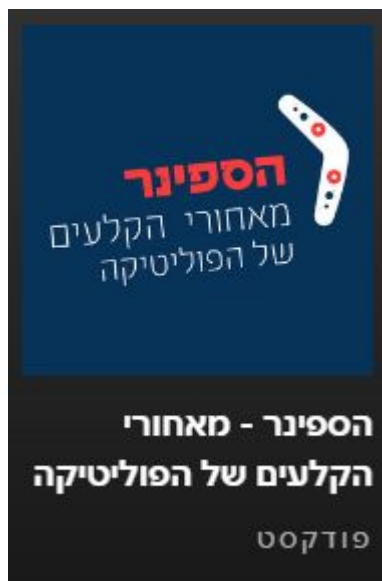 הספינר
מאחורי הקלעים
של הפוליטיקה
הספינר - מאחורי
הקלעים של הפוליטיקה
פודקסט